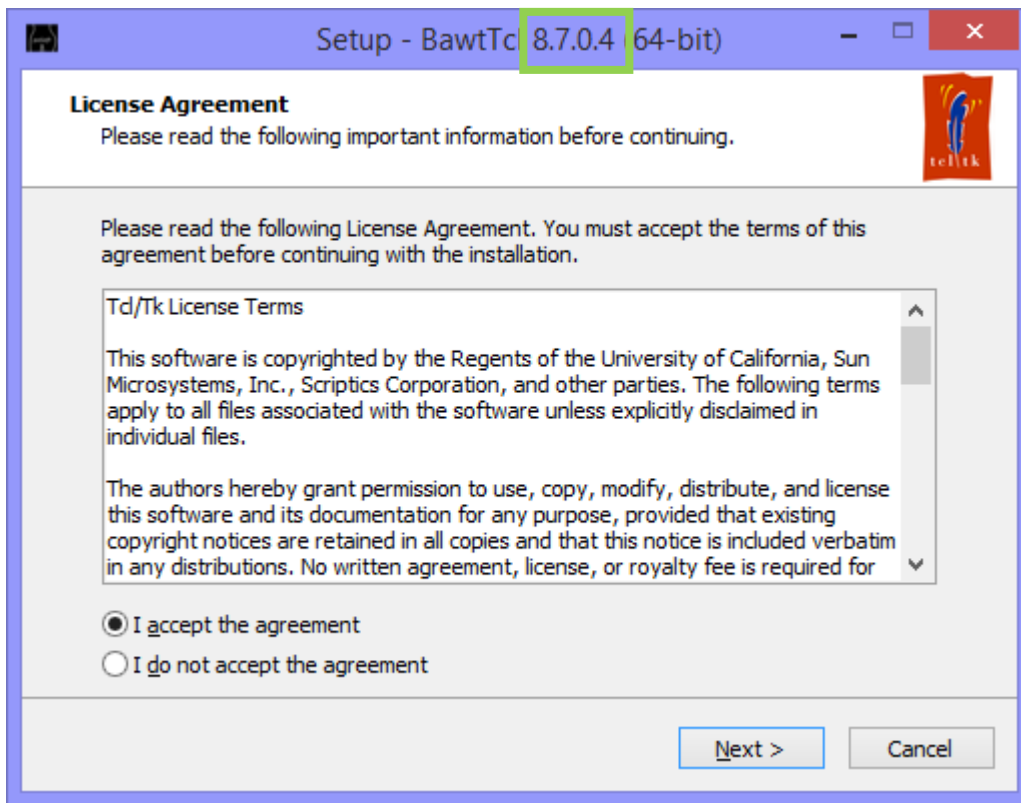 Setup - BawtTcl 8.7.0.4 (64-bit)
License Agreement
Please read the following important information before continuing.
tcl tk
Please read the following License Agreement. You must accept the terms of this
agreement before continuing with the installation.
Tcl/Tk License Terms
This software is copyrighted by the Regents of the University of California, Sun
Microsystems, Inc., Scriptics Corporation, and other parties. The following terms
apply to all files associated with the software unless explicitly disclaimed in
individual files.
The authors hereby grant permission to use, copy, modify, distribute, and license
this software and its documentation for any purpose, provided that existing
copyright notices are retained in all copies and that this notice is included verbatim
in any distributions. No written agreement, license, or royalty fee is required for
I accept the agreement
I do not accept the agreement
Next >
Cancel